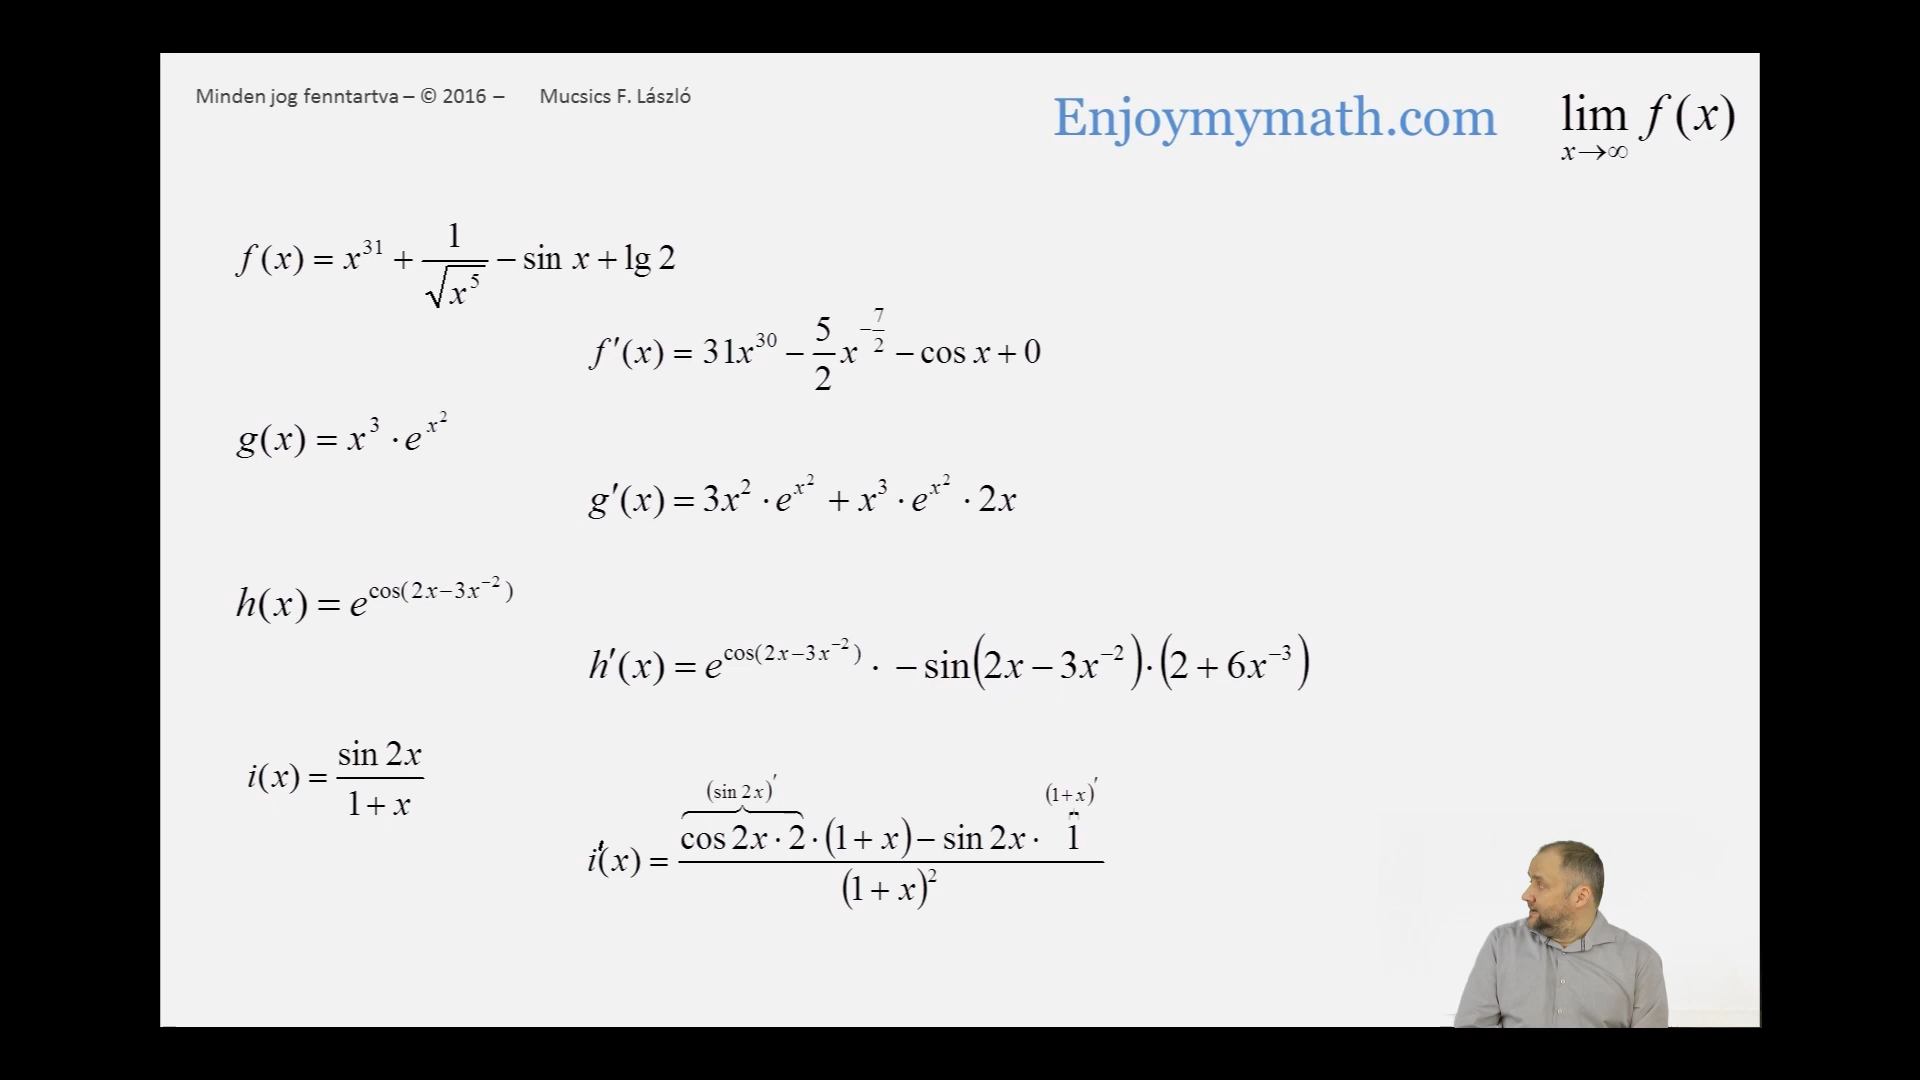 Minden jog fenntartva – © 2016 – Mucsics F. László
Enjoymymath.com
lim f(x)
x→∞
f(x) = x^31 + 1/√(x^5) − sin x + lg 2
f′(x) = 31x^30 − 5/2 x^(−7/2) − cos x + 0
g(x) = x^3 · e^(x^2)
g′(x) = 3x^2 · e^(x^2) + x^3 · e^(x^2) · 2x
h(x) = e^(cos(2x−3x^(−2)))
h′(x) = e^(cos(2x−3x^(−2))) · − sin(2x − 3x^(−2)) · (2 + 6x^(−3))
i(x) = sin 2x / (1 + x)
(sin 2x)′ (1+x)′
i′(x) = (cos 2x · 2 · (1 + x) − sin 2x · 1) / (1 + x)^2